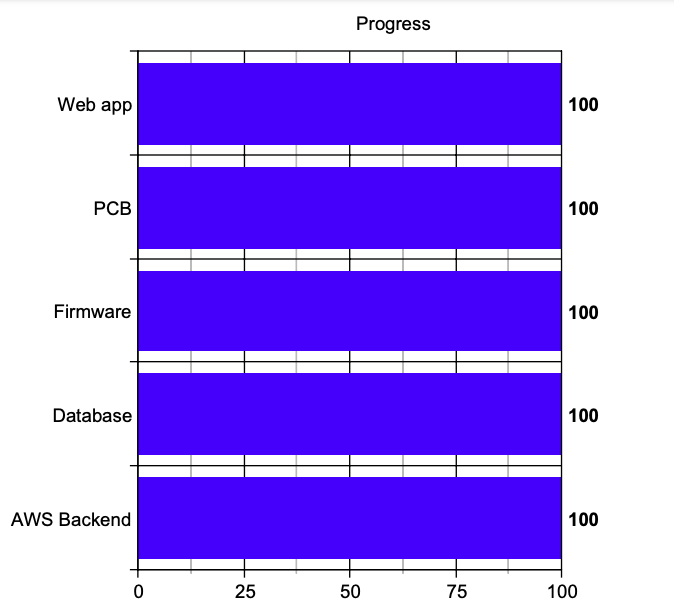 Progress
Web app 100
PCB 100
Firmware 100
Database 100
AWS Backend 100
0 25 50 75 100